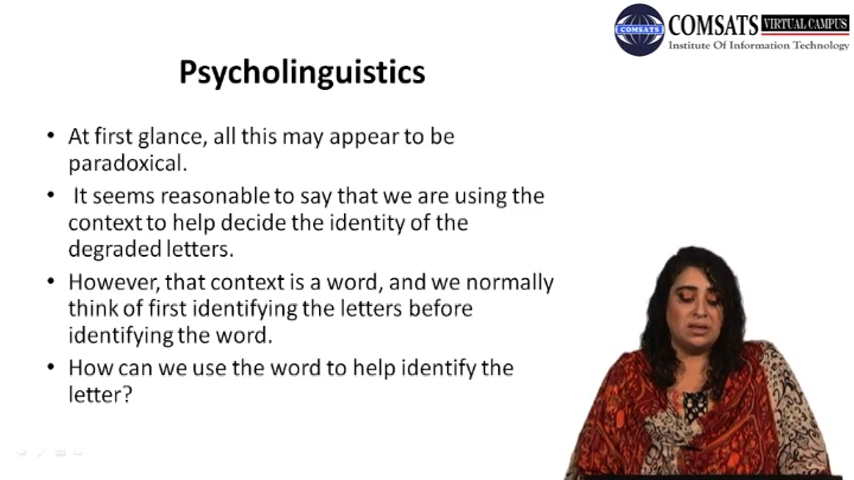 COMSATS VIRTUAL CAMPUS
COMSATS
Institute Of Information Technology
Psycholinguistics
• At first glance, all this may appear to be
paradoxical.
• It seems reasonable to say that we are using the
context to help decide the identity of the
degraded letters.
• However, that context is a word, and we normally
think of first identifying the letters before
identifying the word.
• How can we use the word to help identify the
letter?